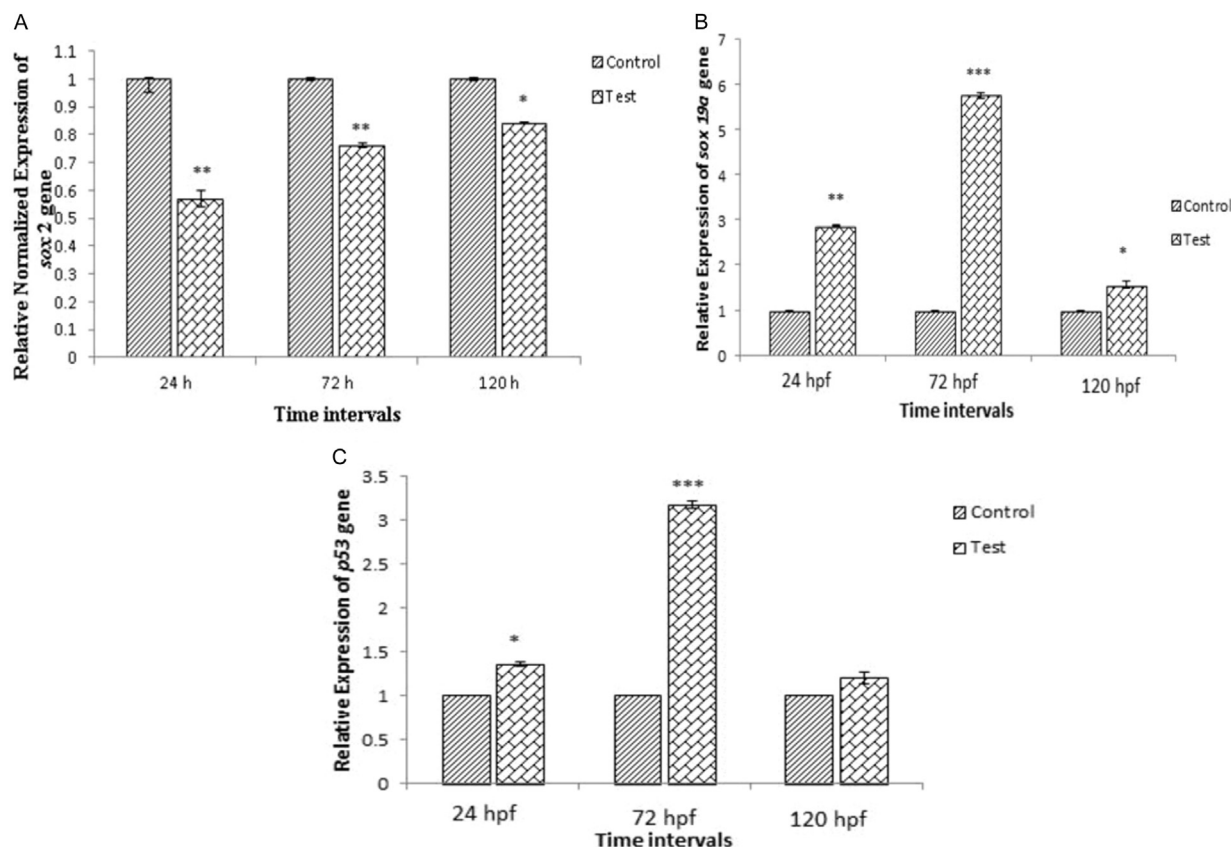 A
Relative Normalized Expression of
sox 2 gene
1.1
1
0.9
0.8
0.7
0.6
0.5
0.4
0.3
0.2
0.1
0
**
**
*
Control
Test
24 h
72 h
120 h
Time intervals
B
Relative Expression of sox 19a gene
7
6
5
4
3
2
1
0
**
***
*
Control
Test
24 hpf
72 hpf
120 hpf
Time intervals
C
Relative Expression of p53 gene
3.5
3
2.5
2
1.5
1
0.5
0
*
***
Control
Test
24 hpf
72 hpf
120 hpf
Time intervals